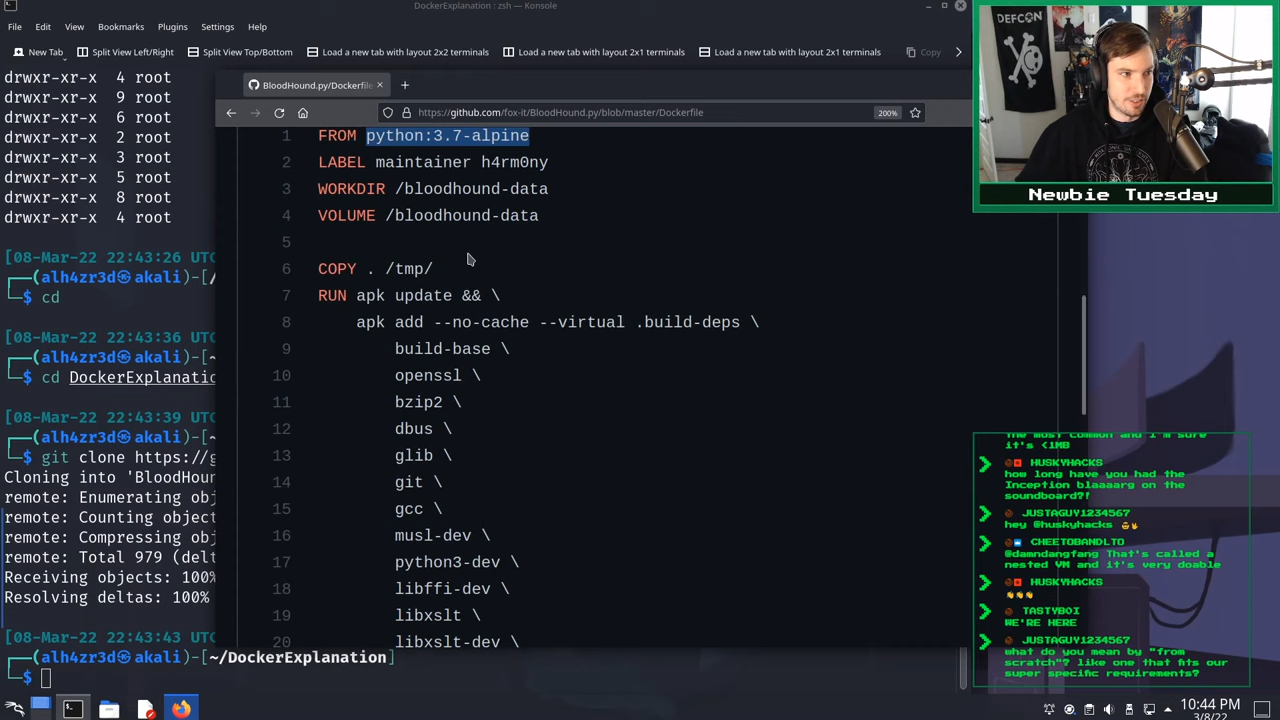 DockerExplanation : zsh — Konsole
File Edit View Bookmarks Plugins Settings Help
New Tab Split View Left/Right Split View Top/Bottom Load a new tab with layout 2x2 terminals Load a new tab with layout 2x1 terminals Load a new tab with layout 2x1 terminals Copy
drwxr-xr-x 4 root
drwxr-xr-x 9 root
drwxr-xr-x 6 root
drwxr-xr-x 2 root
drwxr-xr-x 3 root
drwxr-xr-x 5 root
drwxr-xr-x 8 root
drwxr-xr-x 4 root
[08-Mar-22 22:43:26 UTC
(alh4zr3d㉿akali)-[/
$ cd
[08-Mar-22 22:43:36 UTC
(alh4zr3d㉿akali)-[~
$ cd DockerExplanatio
[08-Mar-22 22:43:39 UTC
(alh4zr3d㉿akali)-[~
$ git clone https://g
Cloning into 'BloodHoun
remote: Enumerating obj
remote: Counting object
remote: Compressing obj
remote: Total 979 (delt
Receiving objects: 100%
Resolving deltas: 100%
[08-Mar-22 22:43:43 UTC
(alh4zr3d㉿akali)-[~/DockerExplanation]
$
BloodHound.py/Dockerfile
https://github.com/fox-it/BloodHound.py/blob/master/Dockerfile 200%
1 FROM python:3.7-alpine
2 LABEL maintainer h4rm0ny
3 WORKDIR /bloodhound-data
4 VOLUME /bloodhound-data
5
6 COPY . /tmp/
7 RUN apk update && \
8 apk add --no-cache --virtual .build-deps \
9 build-base \
10 openssl \
11 bzip2 \
12 dbus \
13 glib \
14 git \
15 gcc \
16 musl-dev \
17 python3-dev \
18 libffi-dev \
19 libxslt \
20 libxslt-dev \
DEFCON
Newbie Tuesday
The most common and I'm sure
it's <1MB
HUSKYHACKS
how long have you had the
Inception blaaaarg on the
soundboard?!
JUSTAGUY1234567
hey @huskyhacks
CHEETOBANDLTO
@damndangfang That's called a
nested VM and it's very doable
HUSKYHACKS
TASTYBOI
WE'RE HERE
JUSTAGUY1234567
what do you mean by "from
scratch"? like one that fits our
super specific requirements?
10:44 PM
3/8/22